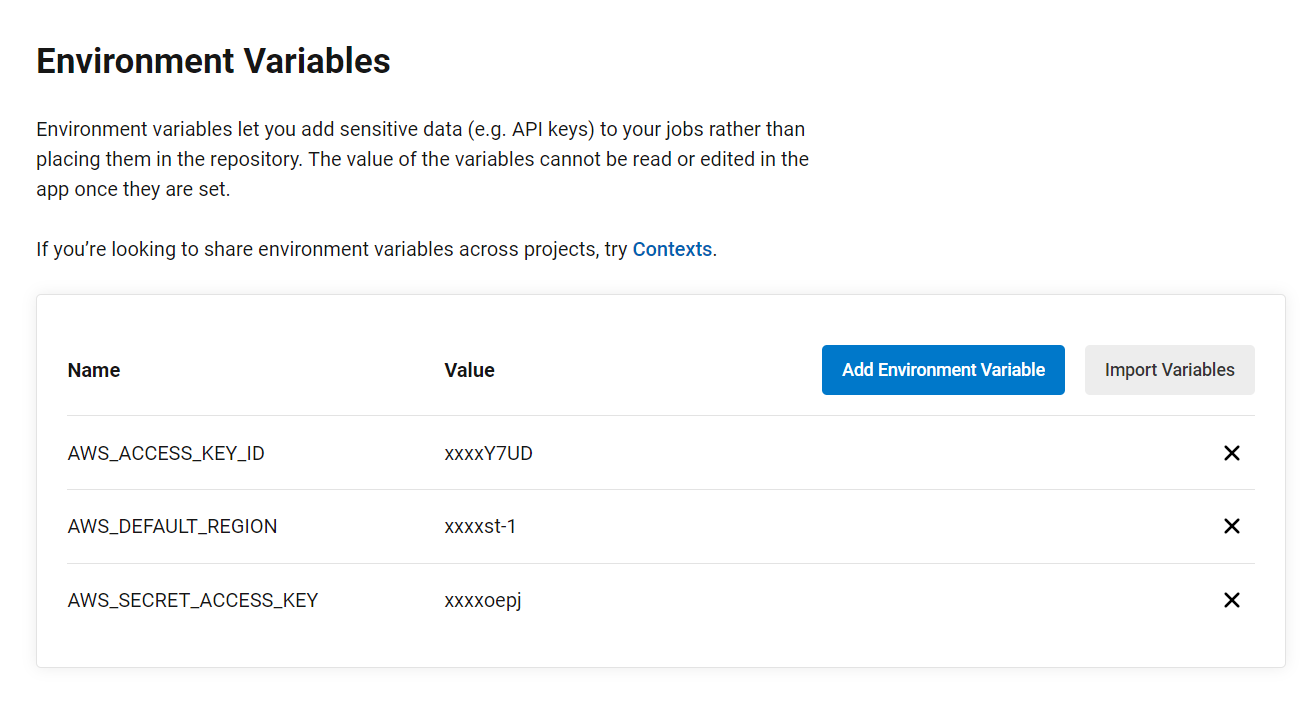 Environment Variables
Environment variables let you add sensitive data (e.g. API keys) to your jobs rather than
placing them in the repository. The value of the variables cannot be read or edited in the
app once they are set.
If you’re looking to share environment variables across projects, try Contexts.
Name Value Add Environment Variable Import Variables
AWS_ACCESS_KEY_ID xxxxY7UD
AWS_DEFAULT_REGION xxxxst-1
AWS_SECRET_ACCESS_KEY xxxxoepj